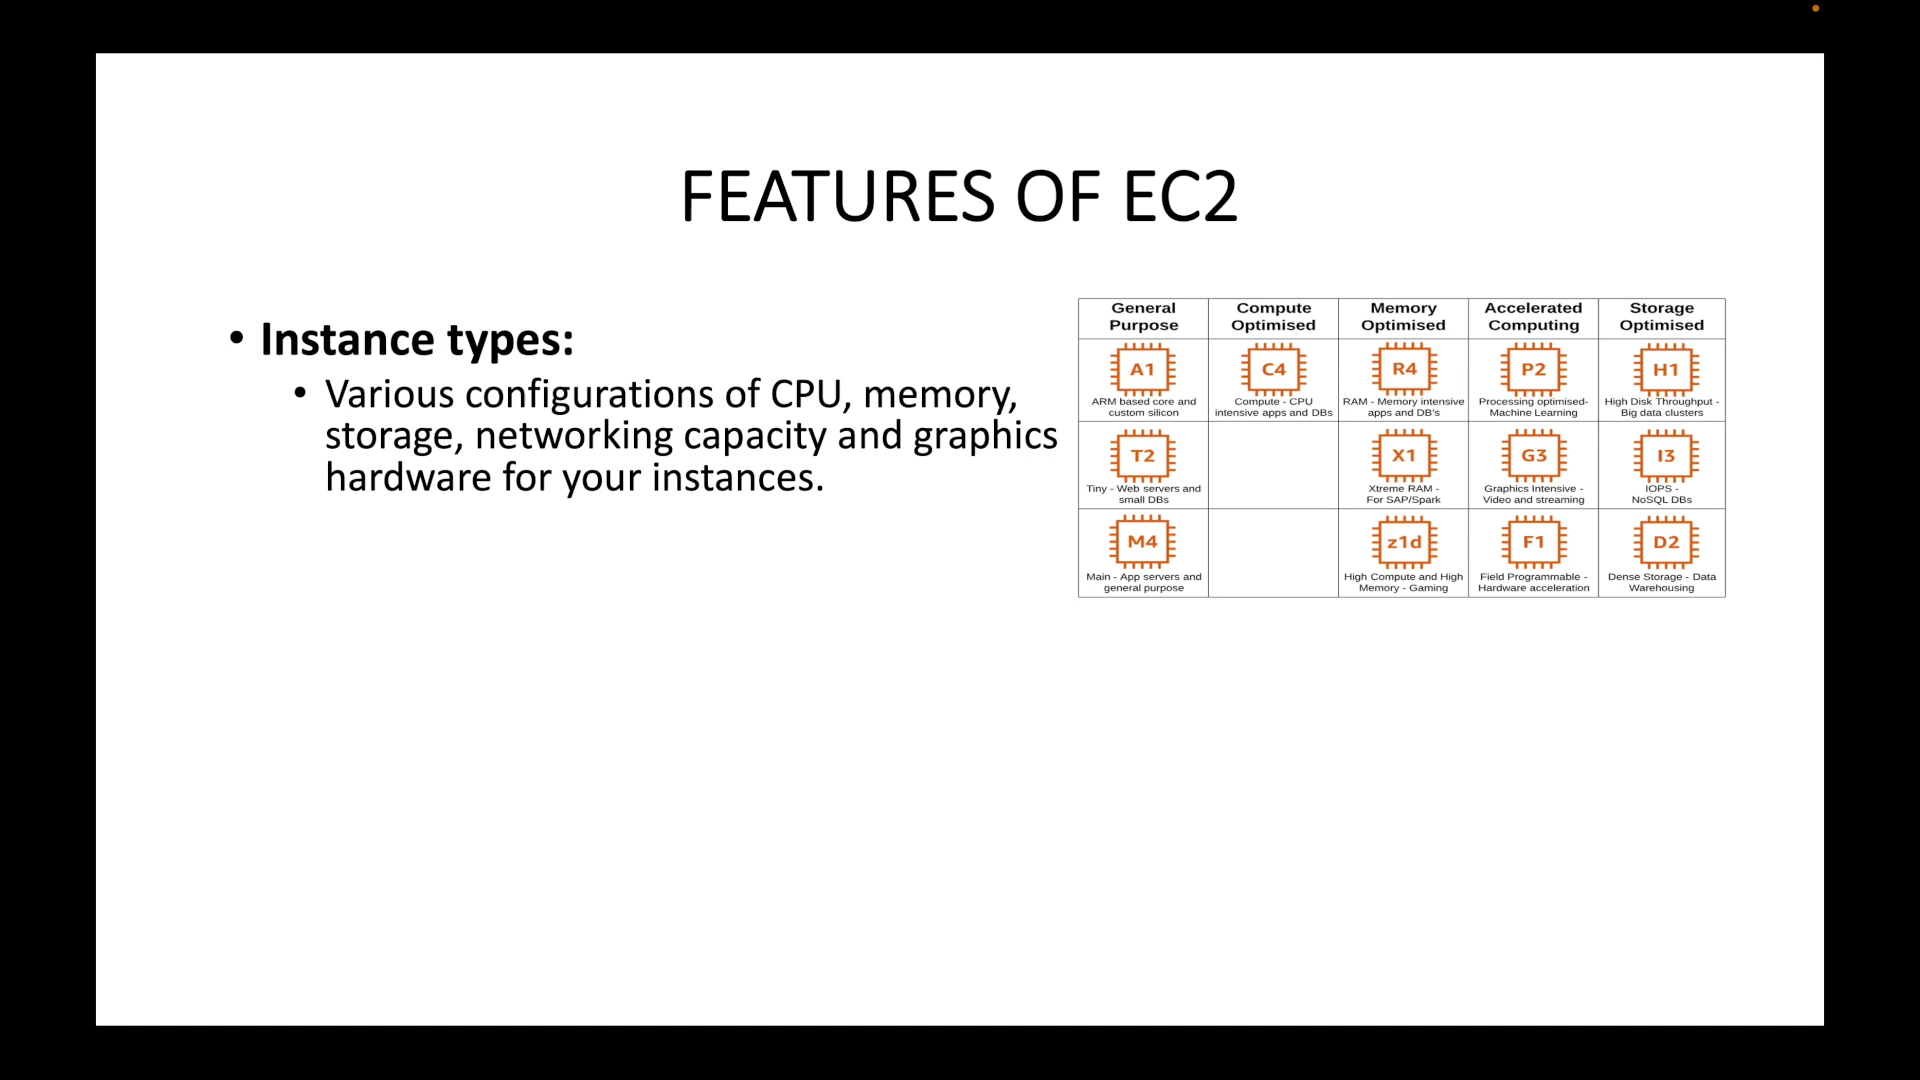 FEATURES OF EC2
• Instance types:
• Various configurations of CPU, memory,
storage, networking capacity and graphics
hardware for your instances.
General Purpose
Compute Optimised
Memory Optimised
Accelerated Computing
Storage Optimised
A1
ARM based core and
custom silicon
C4
Compute - CPU
intensive apps and DBs
R4
RAM - Memory intensive
apps and DB's
P2
Processing optimised-
Machine Learning
H1
High Disk Throughput -
Big data clusters
T2
Tiny - Web servers and
small DBs
X1
Xtreme RAM -
For SAP/Spark
G3
Graphics Intensive -
Video and streaming
I3
IOPS -
NoSQL DBs
M4
Main - App servers and
general purpose
z1d
High Compute and High
Memory - Gaming
F1
Field Programmable -
Hardware acceleration
D2
Dense Storage - Data
Warehousing